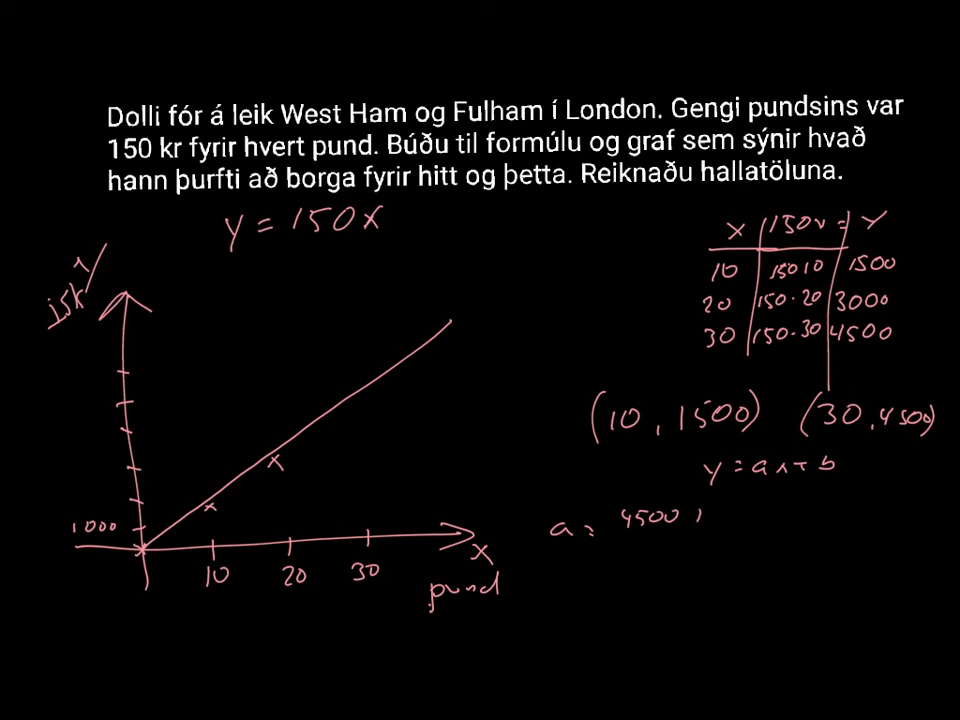 Dolli fór á leik West Ham og Fulham í London. Gengi pundsins var
150 kr fyrir hvert pund. Búðu til formúlu og graf sem sýnir hvað
hann þurfti að borga fyrir hitt og þetta. Reiknaðu hallatöluna.
y = 150x
x | 150x = y
10 | 150 10 | 1500
20 | 150 · 20 | 3000
30 | 150 · 30 | 4500
isk y
(10, 1500) (30, 4500)
y = ax + b
a = 4500
1000
10 20 30
x
pund